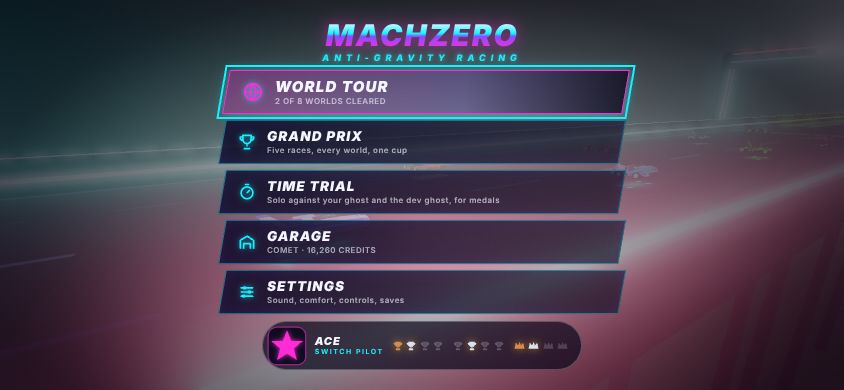 MACHZERO
ANTI-GRAVITY RACING
WORLD TOUR
2 OF 8 WORLDS CLEARED
GRAND PRIX
Five races, every world, one cup
TIME TRIAL
Solo against your ghost and the dev ghost, for medals
GARAGE
COMET · 16,260 CREDITS
SETTINGS
Sound, comfort, controls, saves
ACE
SWITCH PILOT